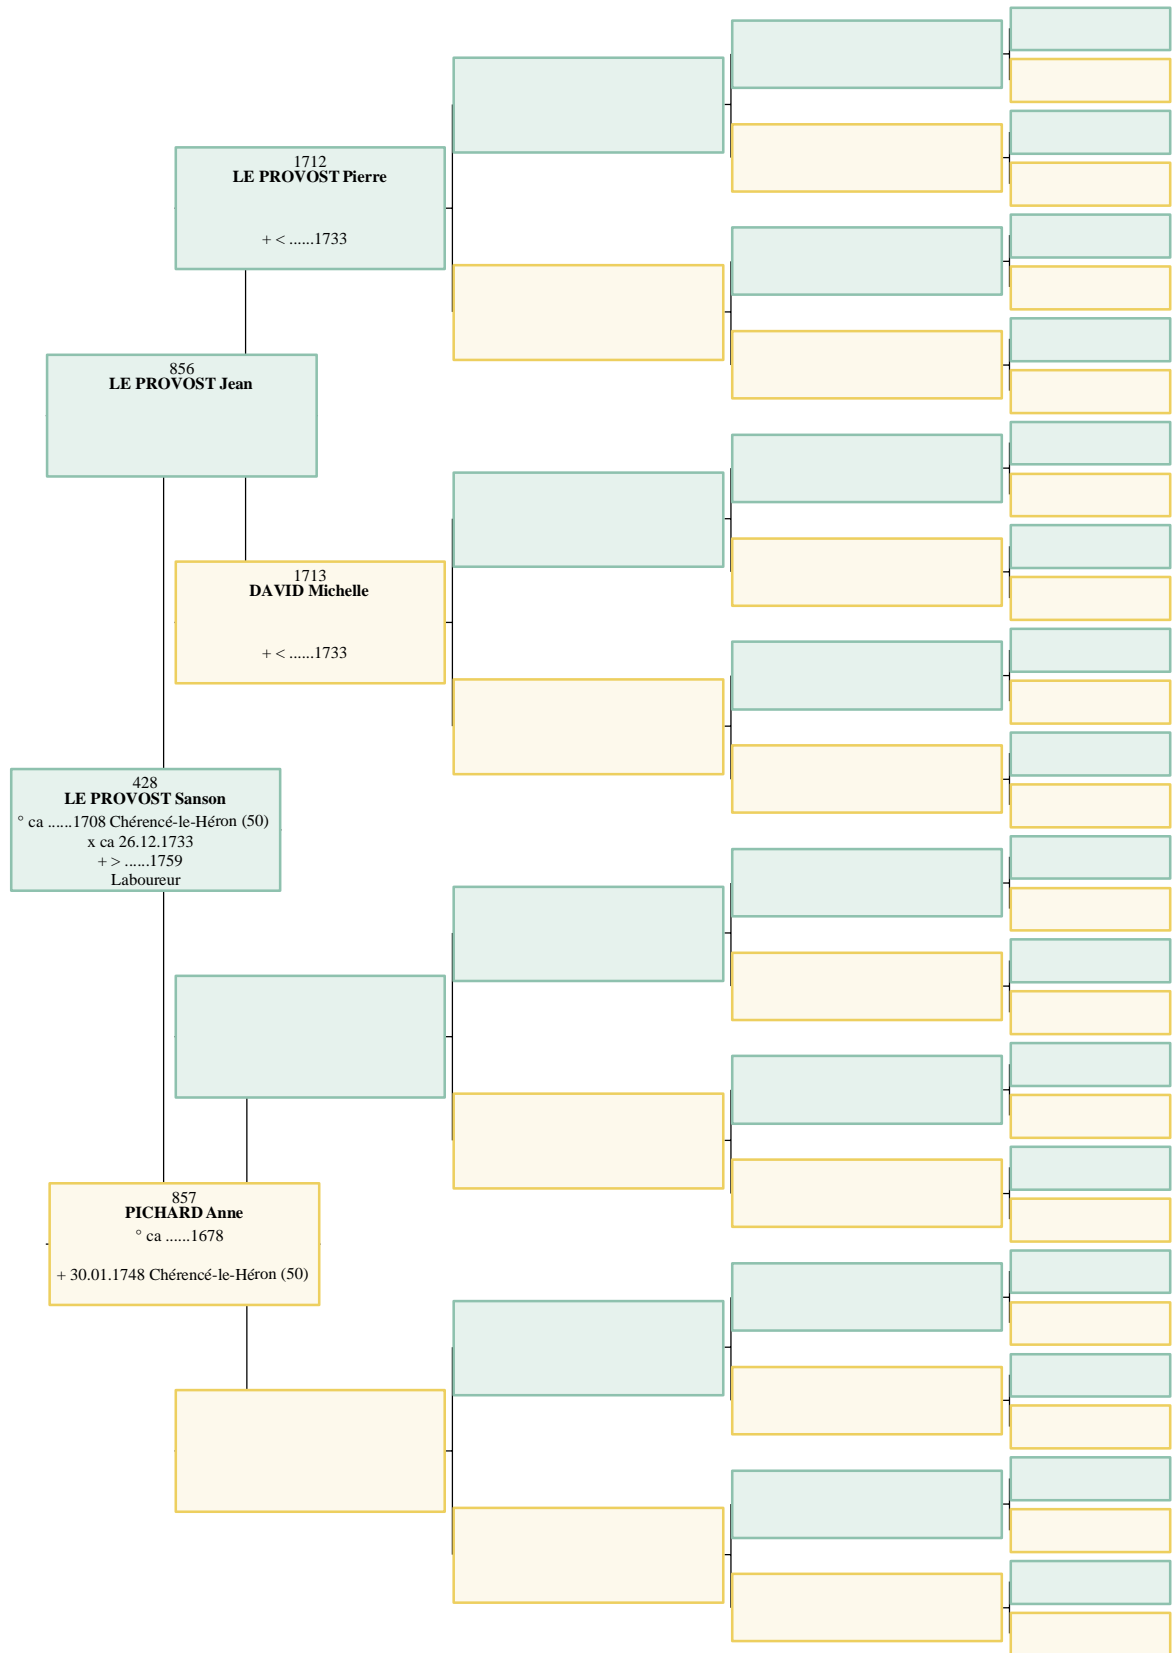 1712
LE PROVOST Pierre
+ < ......1733
856
LE PROVOST Jean
1713
DAVID Michelle
+ < ......1733
428
LE PROVOST Sanson
° ca ......1708 Chérencé-le-Héron (50)
x ca 26.12.1733
+ > ......1759
Laboureur
857
PICHARD Anne
° ca ......1678
+ 30.01.1748 Chérencé-le-Héron (50)